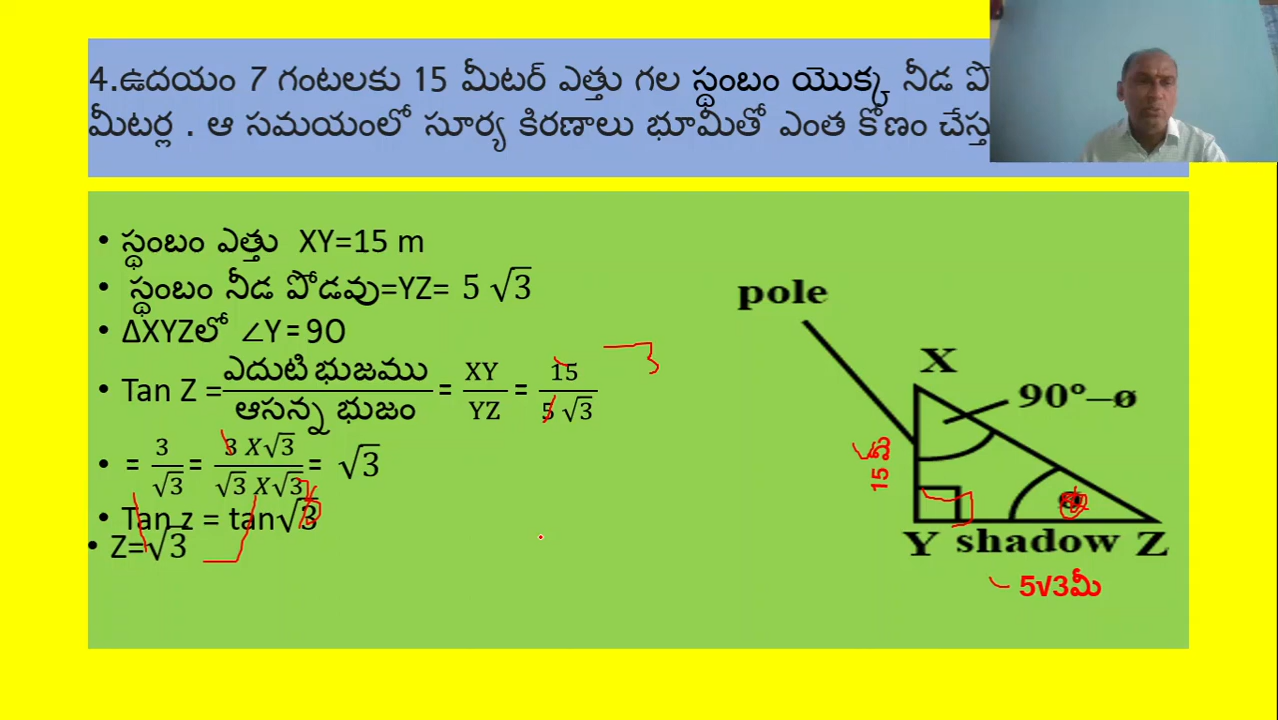 4.ఉదయం 7 గంటలకు 15 మీటర్ ఎత్తు గల స్థంబం యొక్క నీడ
మీటర్ల . ఆ సమయంలో సూర్య కిరణాలు భూమితో ఎంత కోణం
• స్థంబం ఎత్తు XY=15 m
• స్థంబం నీడ పోడవు=YZ= 5 √3
• ΔXYZలో ∠Y=90
• Tan Z =ఎదుటి భుజము/ఆసన్న భుజం = XY/YZ = 15/5 √3
• = 3/√3 = 3 X√3/√3 X√3 = √3
• Tan z = tan√3
• Z=√3
pole
X
90°–ø
15 మీ
Y shadow Z
5√3మీ